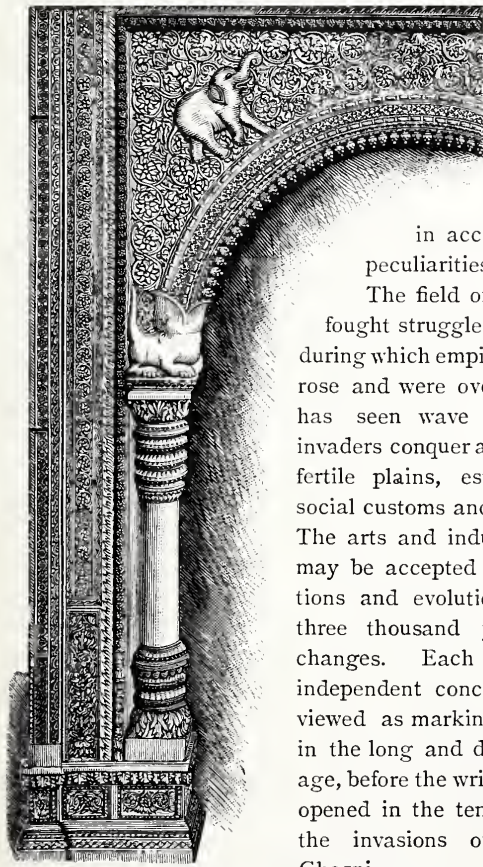 in acc
peculiarities
The field o
fought struggle
during which empi
rose and were ov
has seen wave
invaders conquer a
fertile plains, es
social customs and
The arts and indu
may be accepted
tions and evoluti
three thousand
changes. Each
independent conc
viewed as markin
in the long and d
age, before the wri
opened in the ten
the invasions o